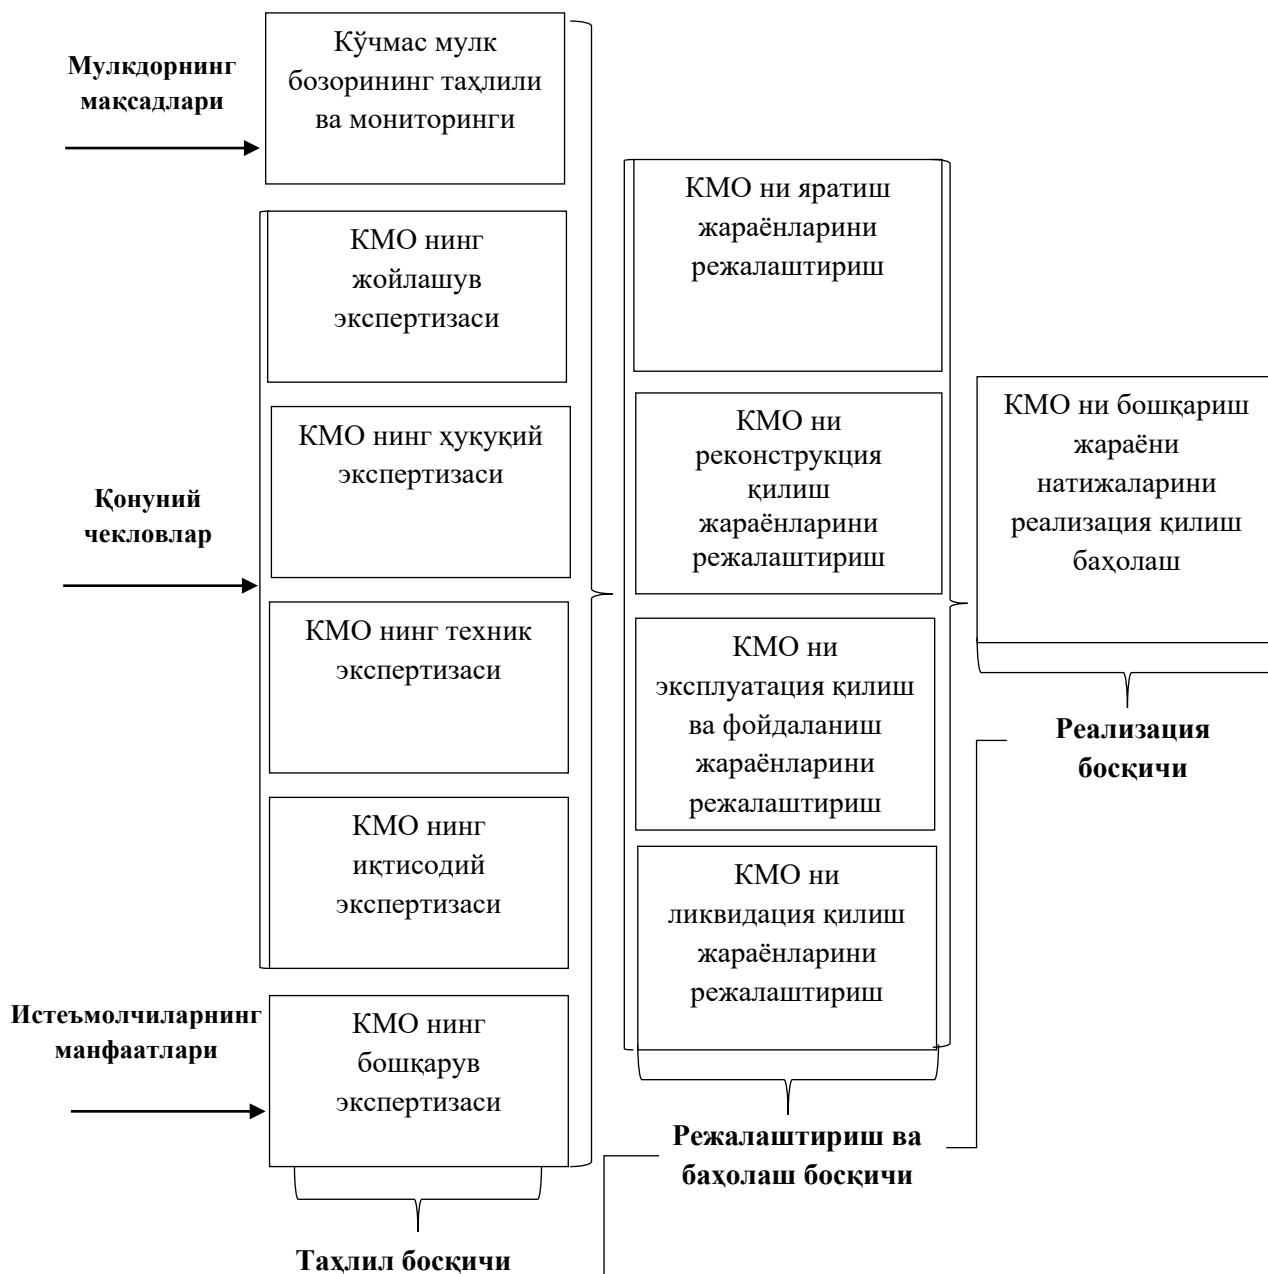 Мулкдорнинг
мақсадлари
Кўчмас мулк
бозорининг таҳлили
ва мониторинги
КМО нинг
жойлашув
экспертизаси
Қонуний
чекловлар
КМО нинг ҳуқуқий
экспертизаси
КМО нинг техник
экспертизаси
КМО нинг
иқтисодий
экспертизаси
Истеъмолчиларнинг
манфаатлари
КМО нинг
бошқарув
экспертизаси
Таҳлил босқичи
КМО ни яратиш
жараёнларини
режалаштириш
КМО ни
реконструкция
қилиш
жараёнларини
режалаштириш
КМО ни
эксплуатация қилиш
ва фойдаланиш
жараёнларини
режалаштириш
КМО ни
ликвидация қилиш
жараёнларини
режалаштириш
Режалаштириш ва
баҳолаш босқичи
КМО ни бошқариш
жараёни
натижаларини
реализация қилиш
баҳолаш
Реализация
босқичи